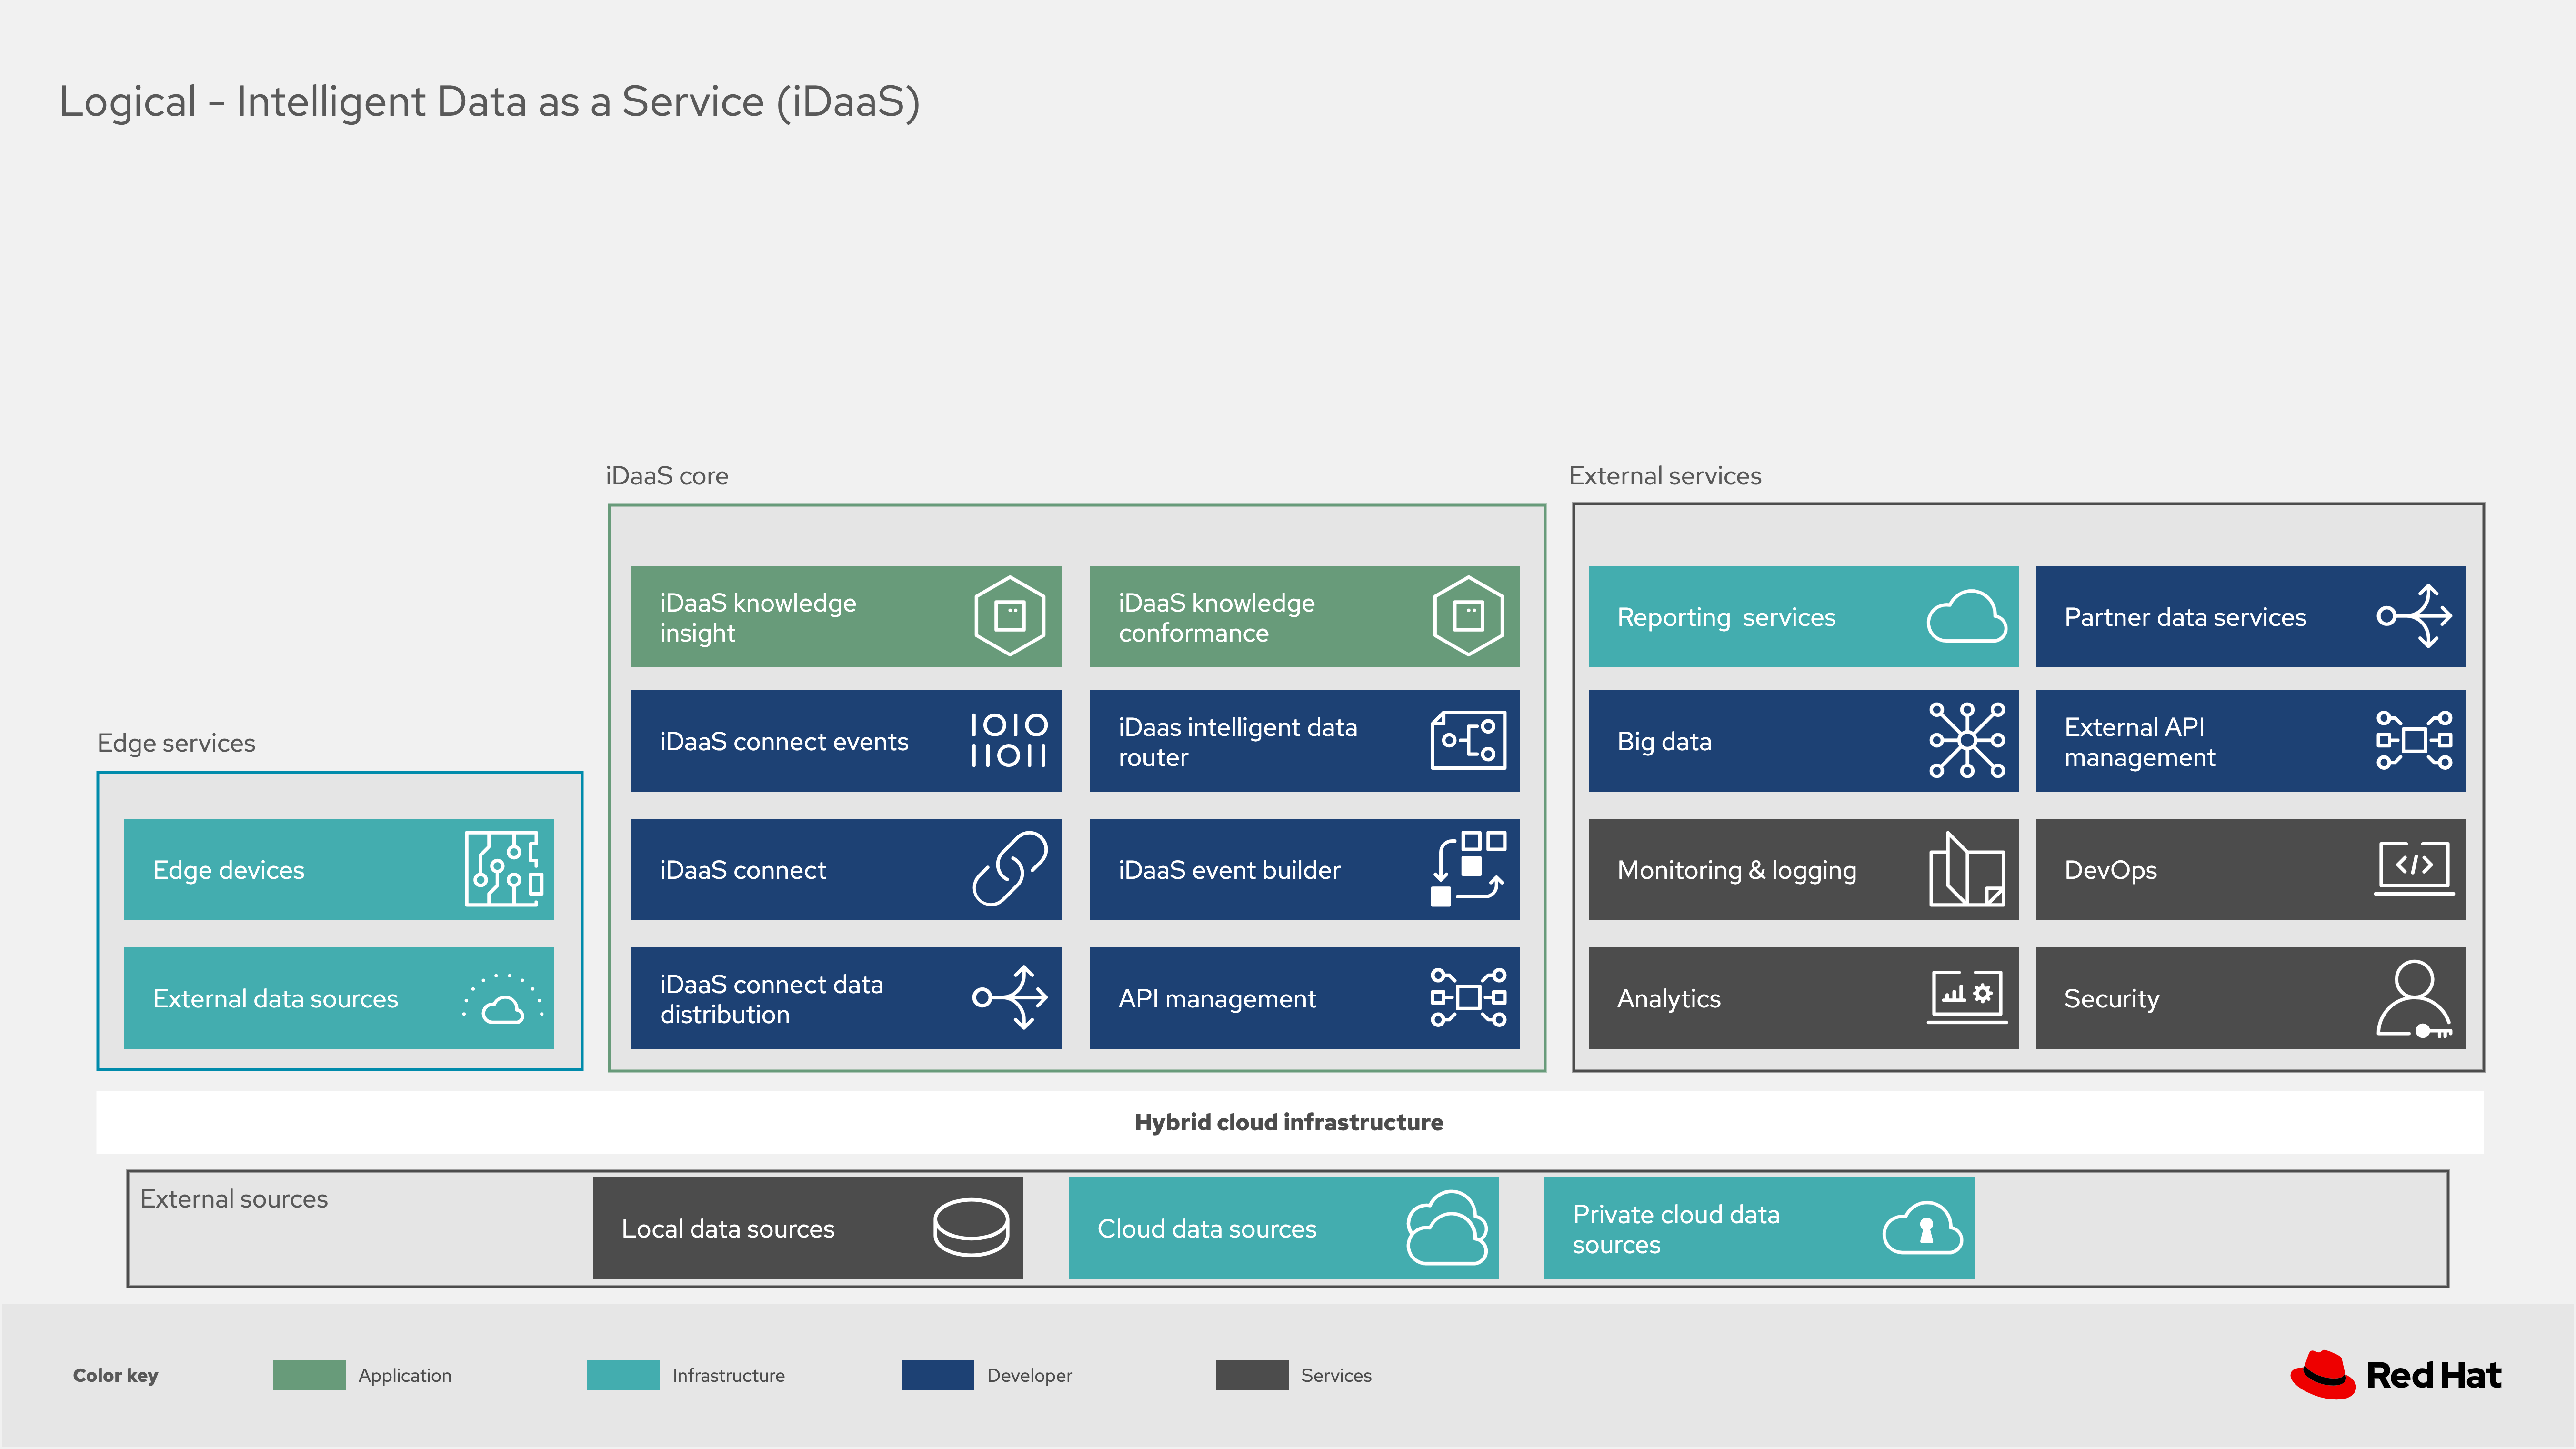 Logical - Intelligent Data as a Service (iDaaS)
iDaaS core
External services
iDaaS knowledge
insight
iDaaS knowledge
conformance
Reporting  services
Partner data services
iDaaS connect events
iDaas intelligent data
router
Big data
External API
management
Edge services
Edge devices
iDaaS connect
iDaaS event builder
Monitoring & logging
DevOps
External data sources
iDaaS connect data
distribution
API management
Analytics
Security
Hybrid cloud infrastructure
External sources
Local data sources
Cloud data sources
Private cloud data
sources
Color key
Application
Infrastructure
Developer
Services
Red Hat